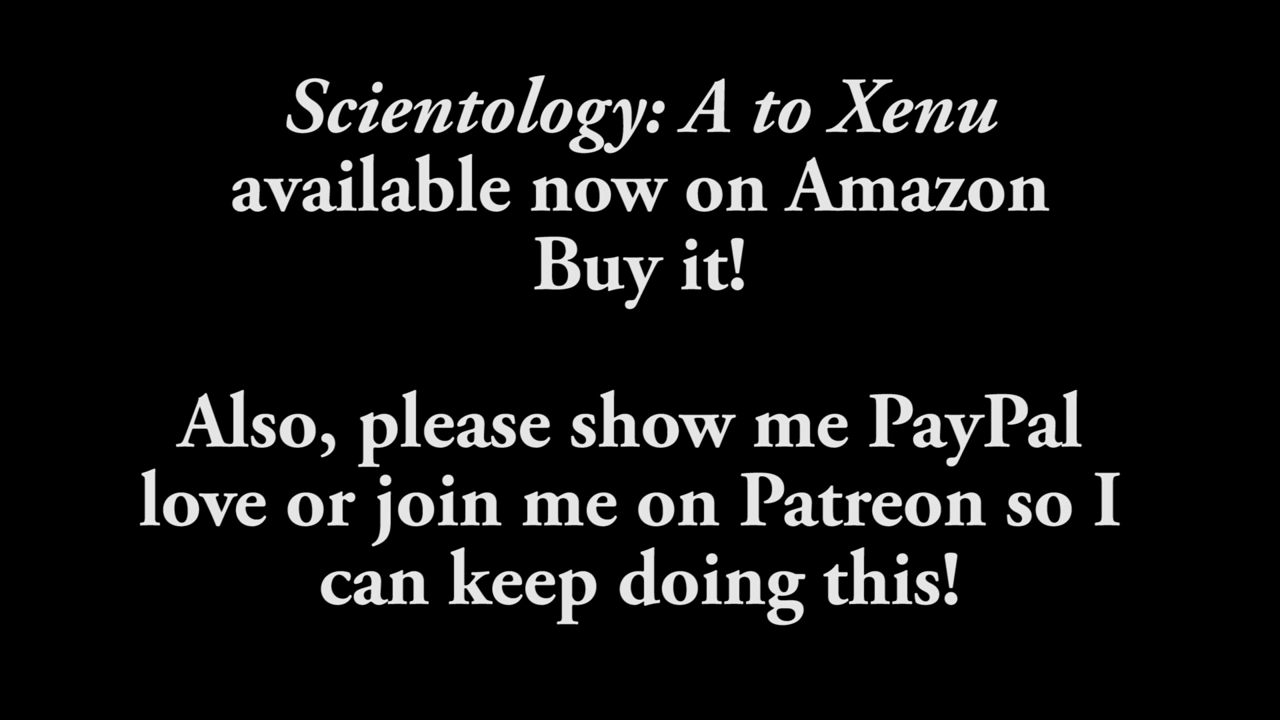 Scientology: A to Xenu
available now on Amazon
Buy it!
Also, please show me PayPal
love or join me on Patreon so I
can keep doing this!